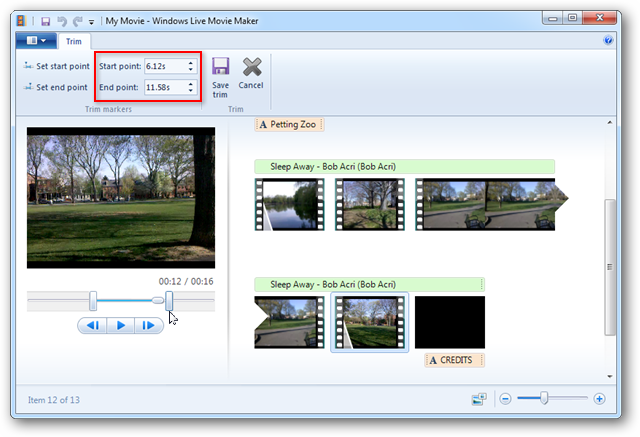 My Movie - Windows Live Movie Maker
Trim
Set start point
Start point: 6.12s
Set end point
End point: 11.58s
Save trim
Cancel
Trim markers
Trim
A Petting Zoo
Sleep Away - Bob Acri (Bob Acri)
00:12 / 00:16
Sleep Away - Bob Acri (Bob Acri)
A CREDITS
Item 12 of 13